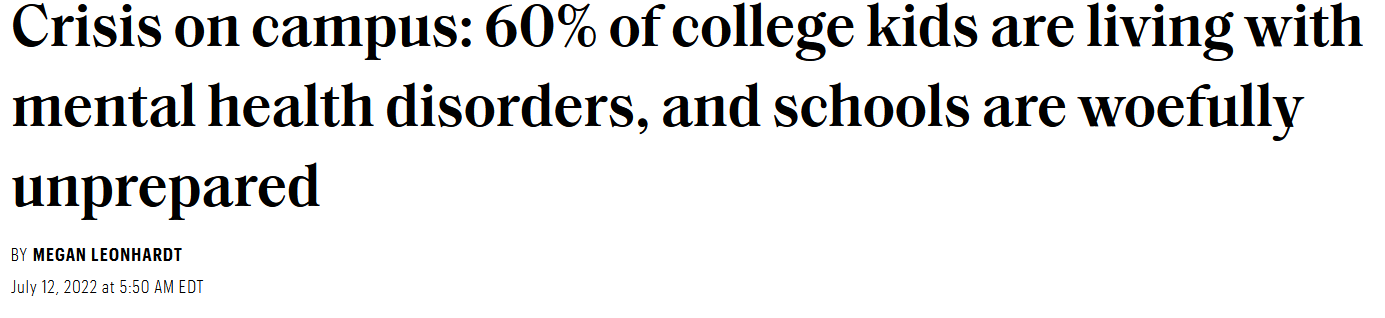 Crisis on campus: 60% of college kids are living with
mental health disorders, and schools are woefully
unprepared
BY MEGAN LEONHARDT
July 12, 2022 at 5:50 AM EDT